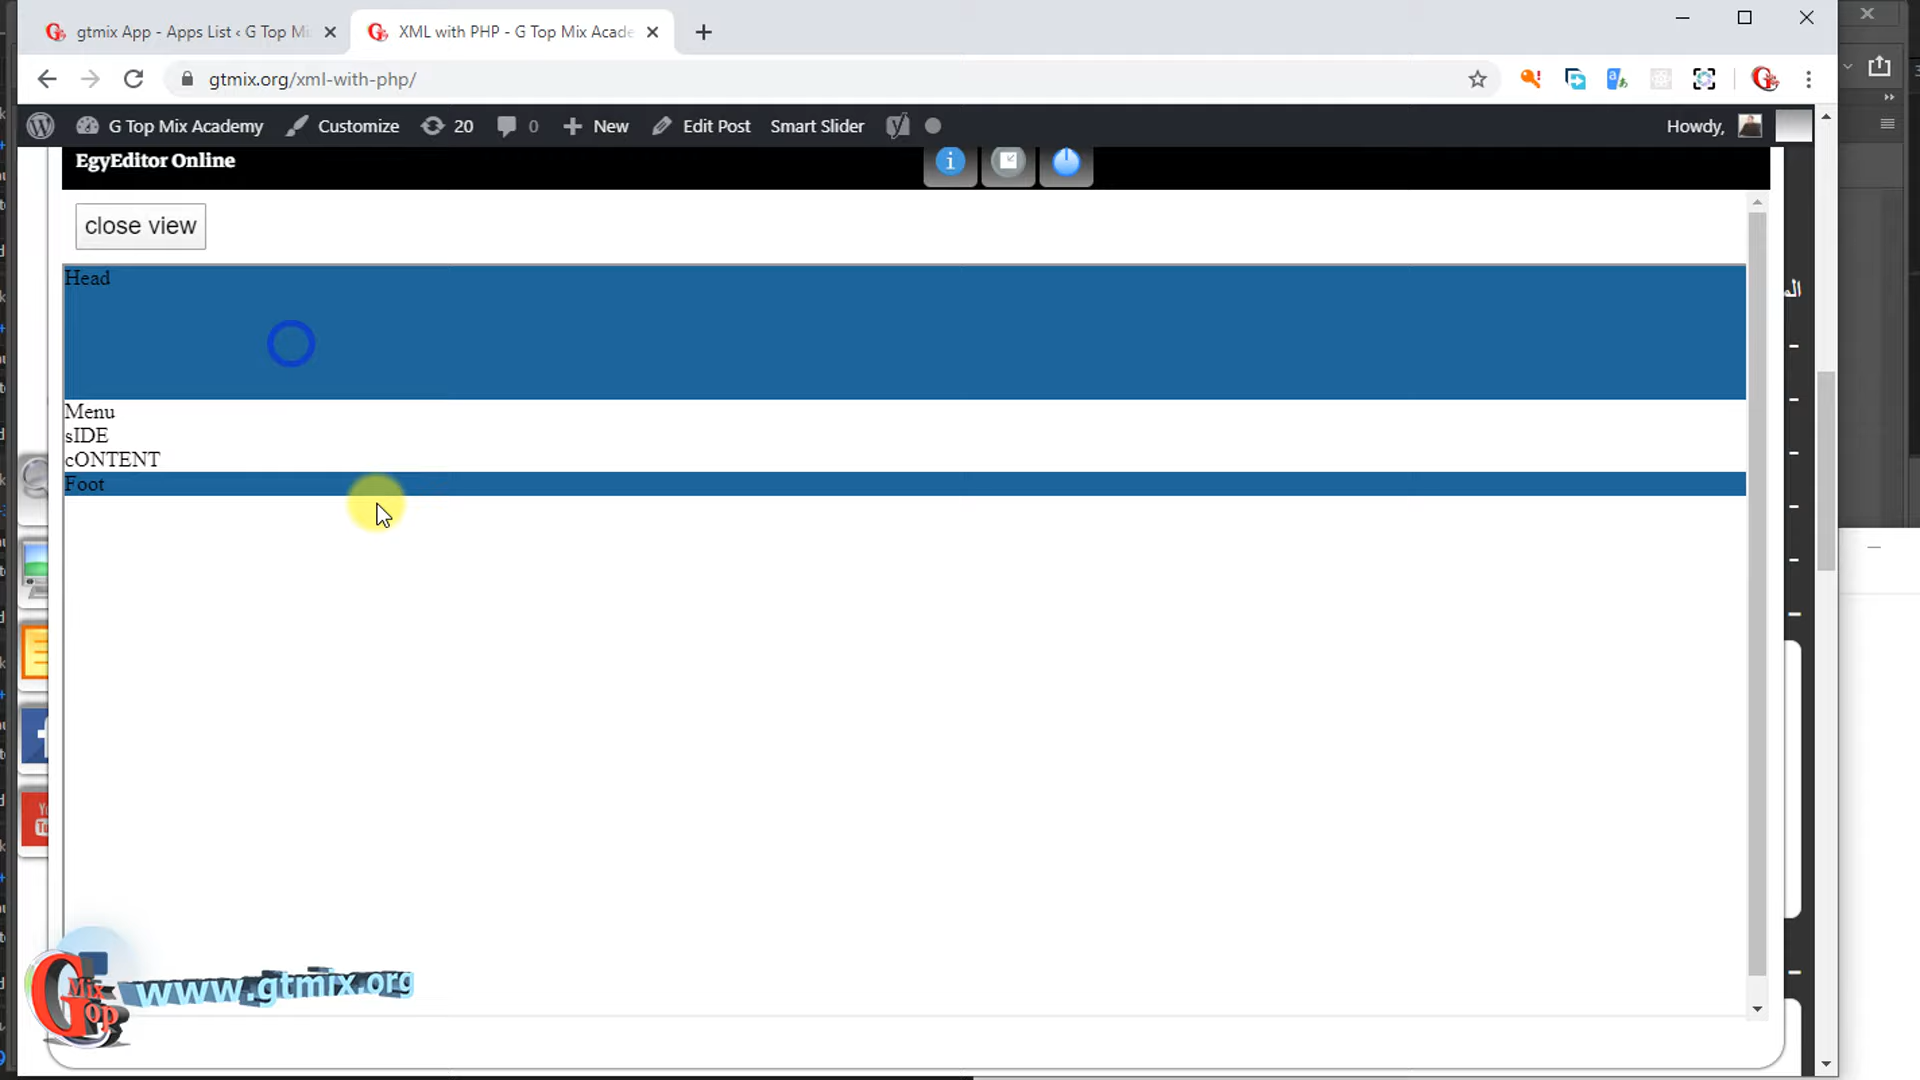 gtmix App - Apps List ‹ G Top Mi
XML with PHP - G Top Mix Acade
gtmix.org/xml-with-php/
G Top Mix Academy
Customize
20
0
New
Edit Post
Smart Slider
Howdy,
EgyEditor Online
close view
Head
Menu
sIDE
cONTENT
Foot
G Mix Top
www.gtmix.org